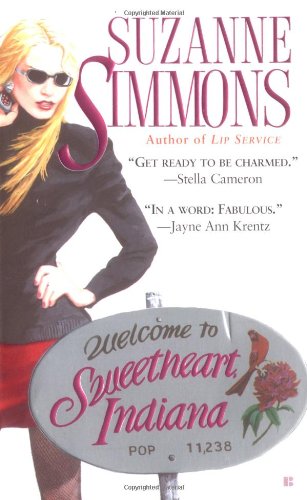 SUZANNE
SIMMONS
Author of LIP SERVICE
“GET READY TO BE CHARMED.”
—Stella Cameron
“IN A WORD: FABULOUS.”
—Jayne Ann Krentz
Welcome to
Sweetheart,
Indiana
POP 11,238
B